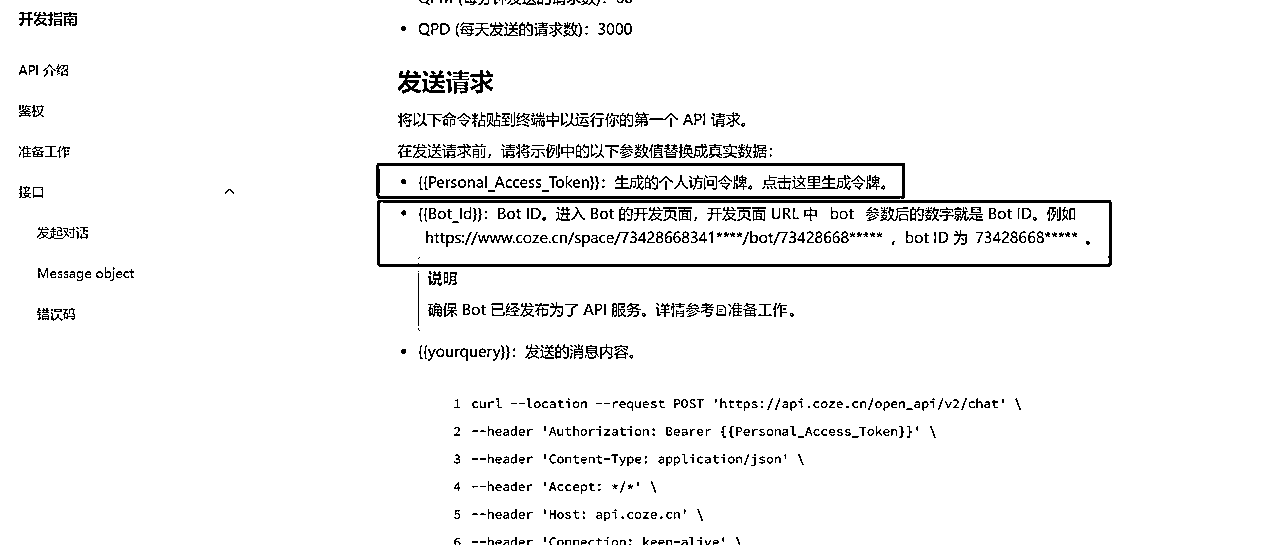 开发指南
API 介绍
鉴权
准备工作
接口
发起对话
Message object
错误码
QPM (每分钟发送的请求数)：60
QPD (每天发送的请求数)：3000
发送请求
将以下命令粘贴到终端中以运行你的第一个 API 请求。
在发送请求前，请将示例中的以下参数值替换成真实数据：
{{Personal_Access_Token}}：生成的个人访问令牌。点击这里生成令牌。
{{Bot_Id}}：Bot ID。进入 Bot 的开发页面，开发页面 URL 中 bot 参数后的数字就是 Bot ID。例如
https://www.coze.cn/space/73428668341****/bot/73428668***** ，bot ID 为 73428668***** 。
说明
确保 Bot 已经发布为了 API 服务。详情参考准备工作。
{{yourquery}}：发送的消息内容。
1 curl --location --request POST 'https://api.coze.cn/open_api/v2/chat' \
2 --header 'Authorization: Bearer {{Personal_Access_Token}}' \
3 --header 'Content-Type: application/json' \
4 --header 'Accept: */*' \
5 --header 'Host: api.coze.cn' \
6 --header 'Connection: keep-alive' \